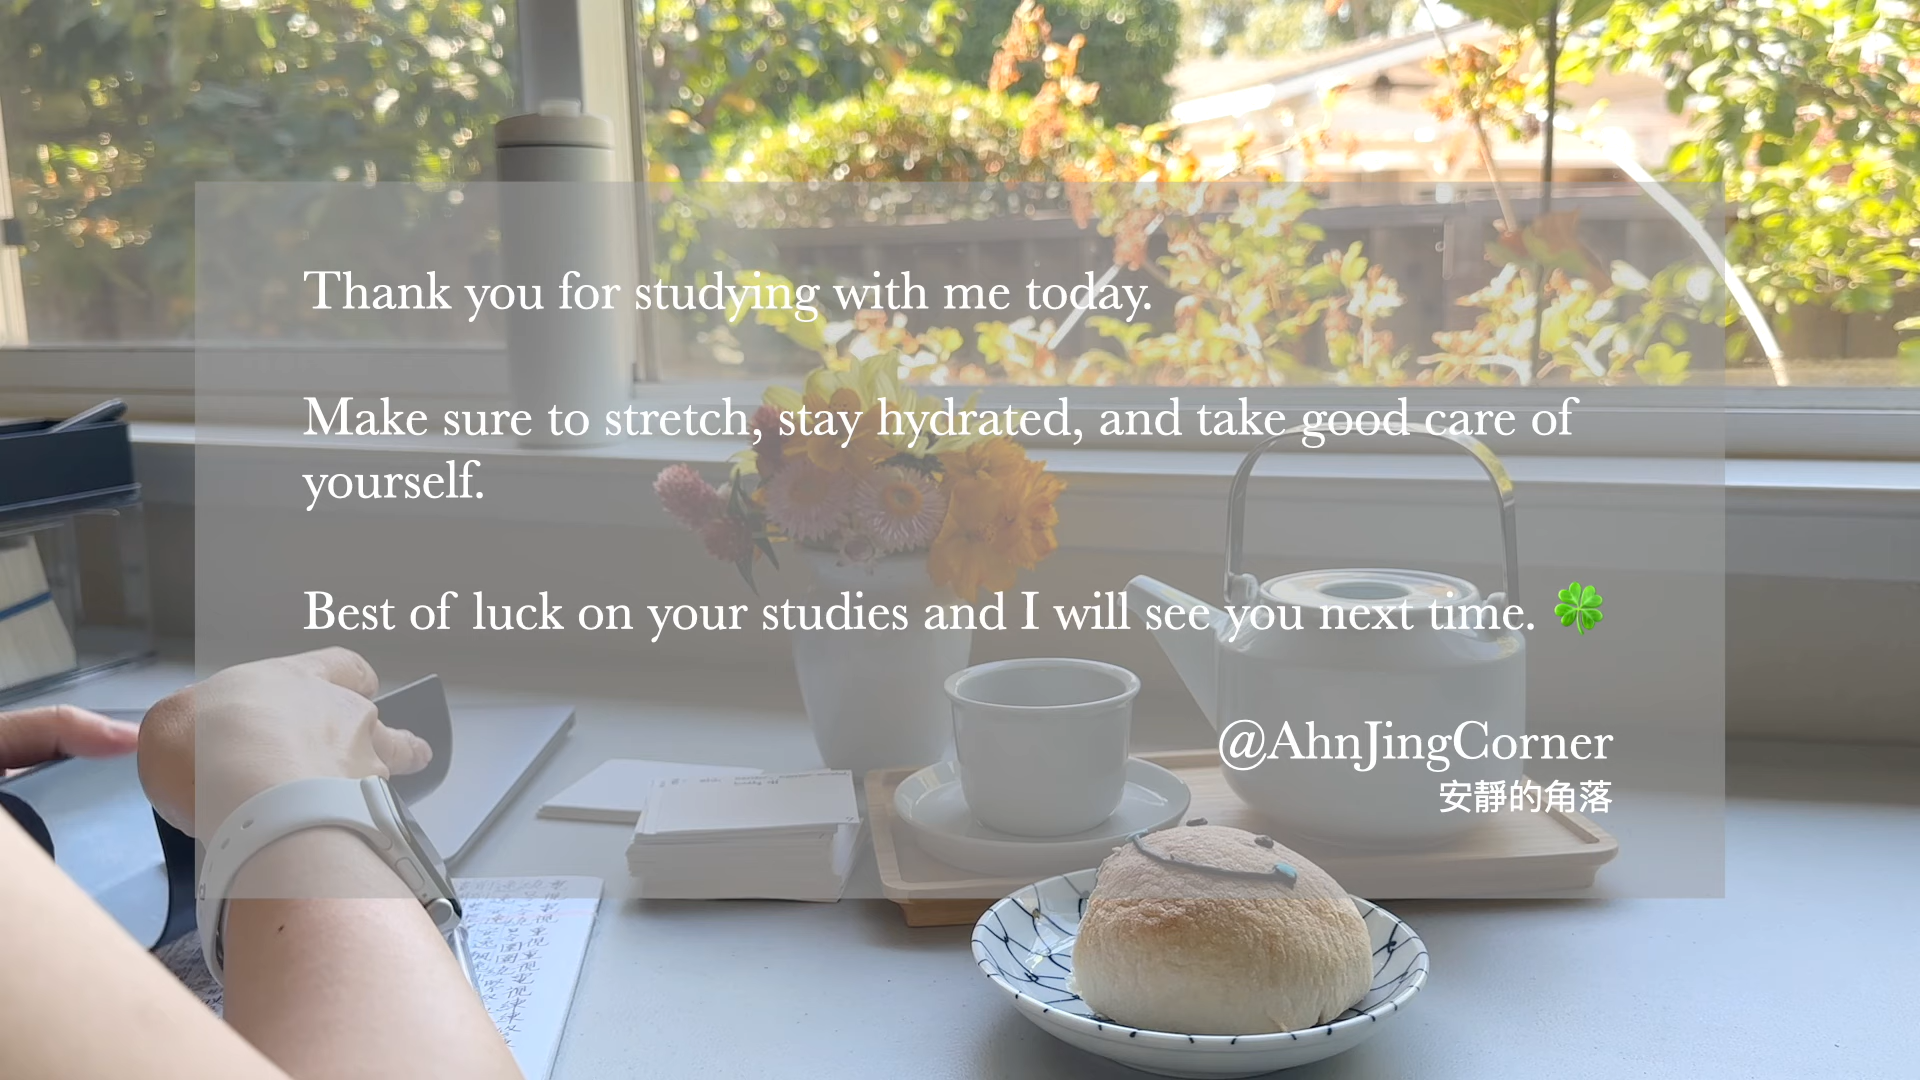 Thank you for studying with me today.
Make sure to stretch, stay hydrated, and take good care of
yourself.
Best of luck on your studies and I will see you next time. 🍀
@AhnJingCorner
安靜的角落